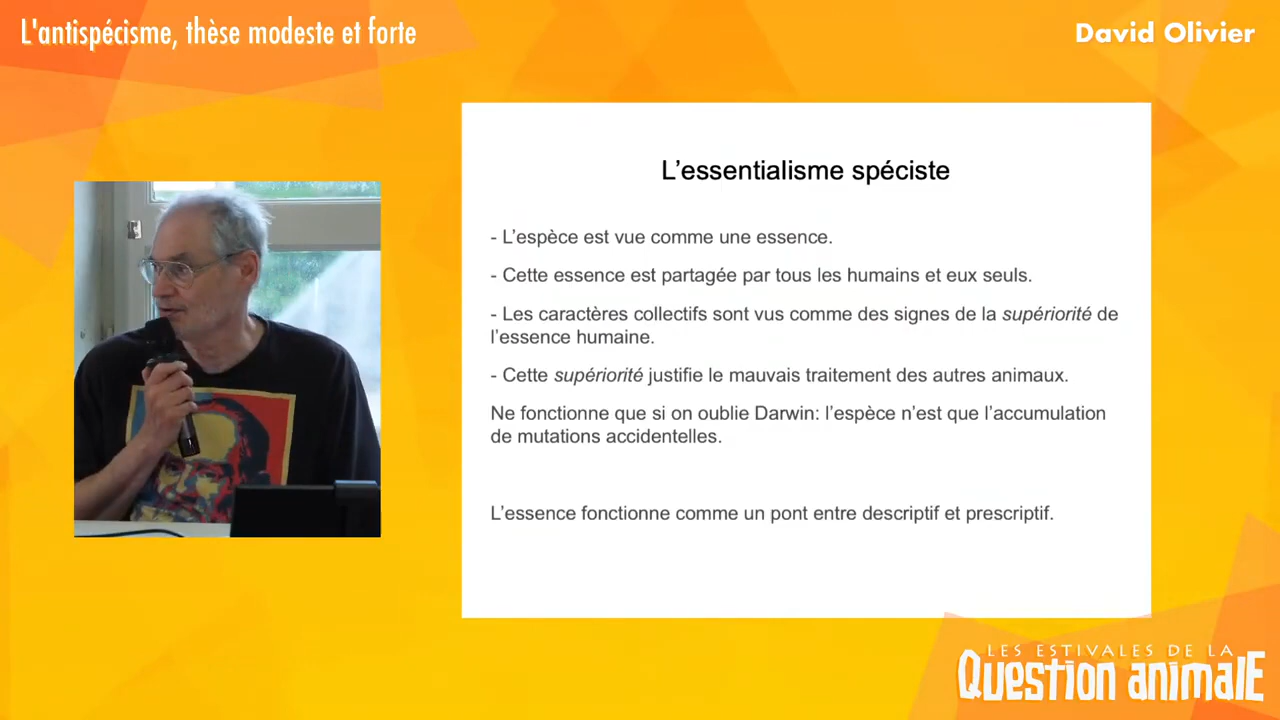 L'antispécisme, thèse modeste et forte
David Olivier
L’essentialisme spéciste
- L’espèce est vue comme une essence.
- Cette essence est partagée par tous les humains et eux seuls.
- Les caractères collectifs sont vus comme des signes de la supériorité de
l’essence humaine.
- Cette supériorité justifie le mauvais traitement des autres animaux.
Ne fonctionne que si on oublie Darwin: l’espèce n’est que l’accumulation
de mutations accidentelles.
L’essence fonctionne comme un pont entre descriptif et prescriptif.
LES ESTIVALES DE LA
QUESTION ANIMALE